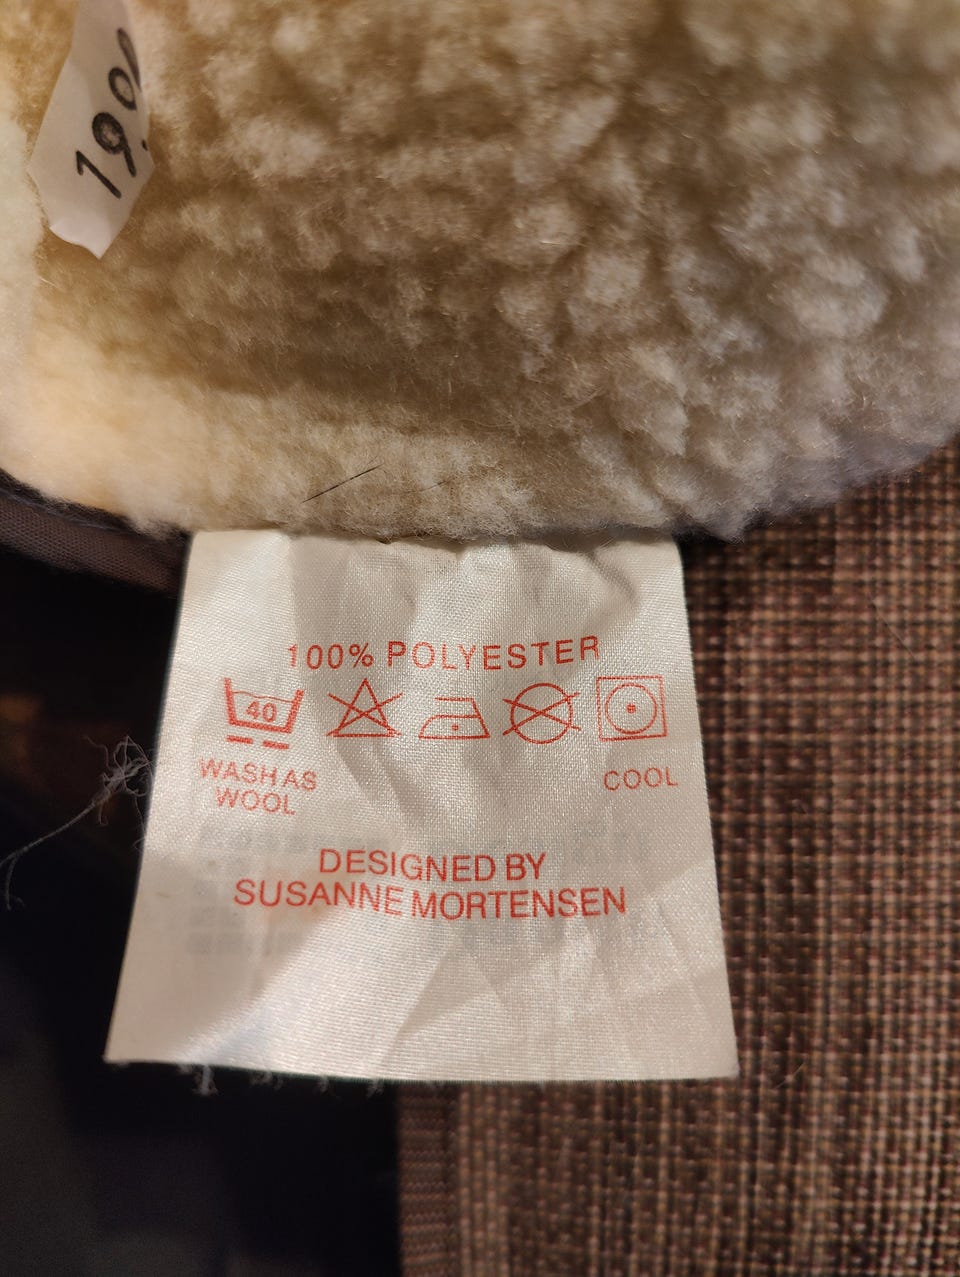 100% POLYESTER
40
WASH AS
WOOL
COOL
DESIGNED BY
SUSANNE MORTENSEN